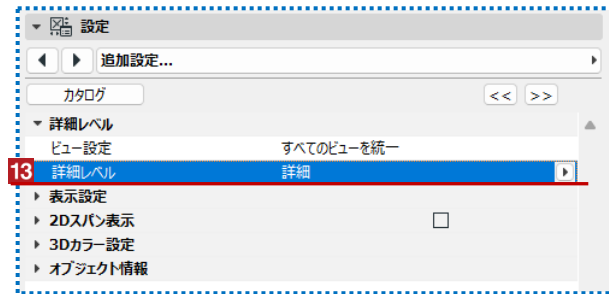 設定
追加設定...
カタログ << >>
詳細レベル
ビュー設定 すべてのビューを統一
13 詳細レベル 詳細
表示設定
2Dスパン表示
3Dカラー設定
オブジェクト情報